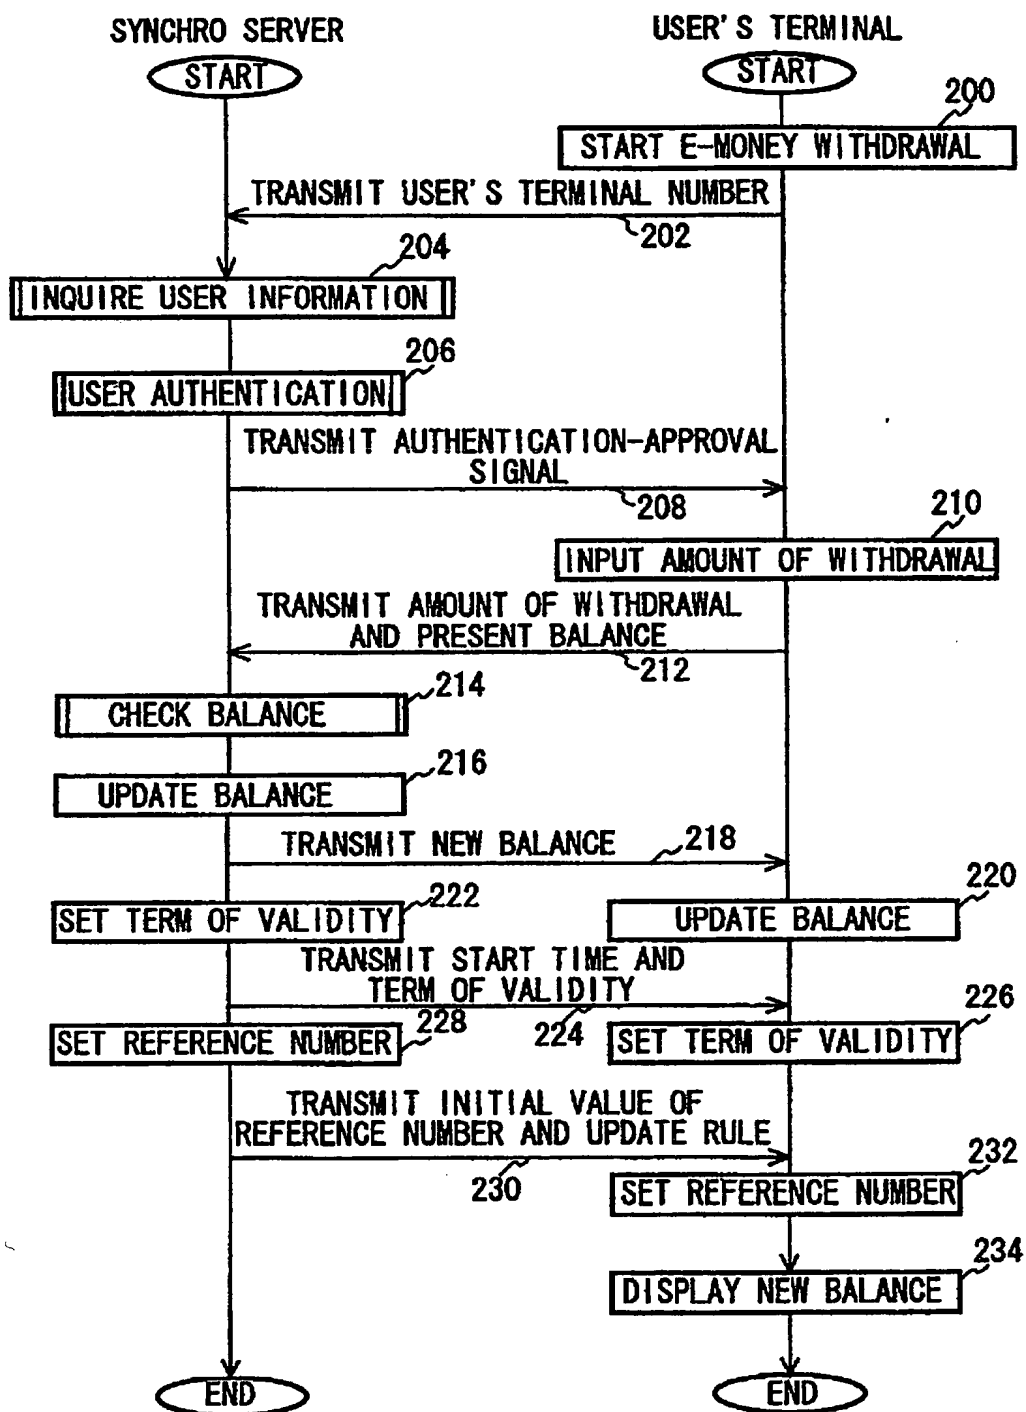 SYNCHRO SERVER
USER'S TERMINAL
START
START
200
START E-MONEY WITHDRAWAL
TRANSMIT USER'S TERMINAL NUMBER
202
204
INQUIRE USER INFORMATION
206
USER AUTHENTICATION
TRANSMIT AUTHENTICATION-APPROVAL
SIGNAL
208
210
INPUT AMOUNT OF WITHDRAWAL
TRANSMIT AMOUNT OF WITHDRAWAL
AND PRESENT BALANCE
212
214
CHECK BALANCE
216
UPDATE BALANCE
TRANSMIT NEW BALANCE
218
220
222
SET TERM OF VALIDITY
UPDATE BALANCE
TRANSMIT START TIME AND
TERM OF VALIDITY
224
226
228
SET REFERENCE NUMBER
SET TERM OF VALIDITY
TRANSMIT INITIAL VALUE OF
REFERENCE NUMBER AND UPDATE RULE
230
232
SET REFERENCE NUMBER
234
DISPLAY NEW BALANCE
END
END